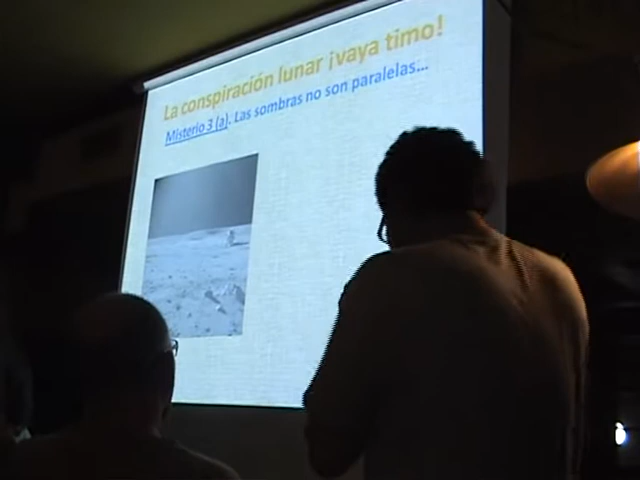 La conspiración lunar ¡vaya timo!
Misterio 3 (a). Las sombras no son paralelas...